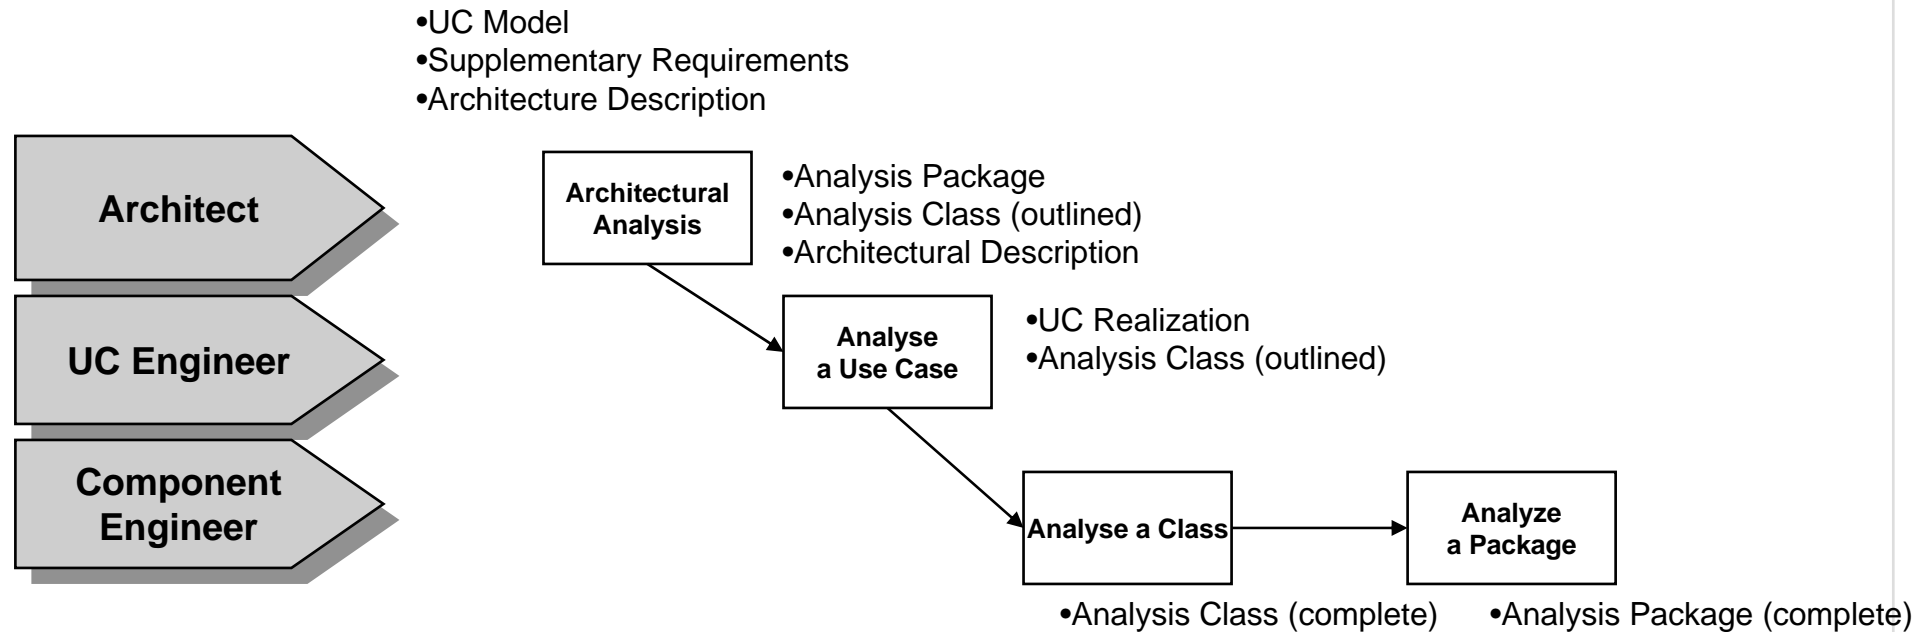 •UC Model
•Supplementary Requirements
•Architecture Description
Architect
Architectural
Analysis
•Analysis Package
•Analysis Class (outlined)
•Architectural Description
UC Engineer
Analyse
a Use Case
•UC Realization
•Analysis Class (outlined)
Component
Engineer
Analyse a Class
Analyze
a Package
•Analysis Class (complete)
•Analysis Package (complete)